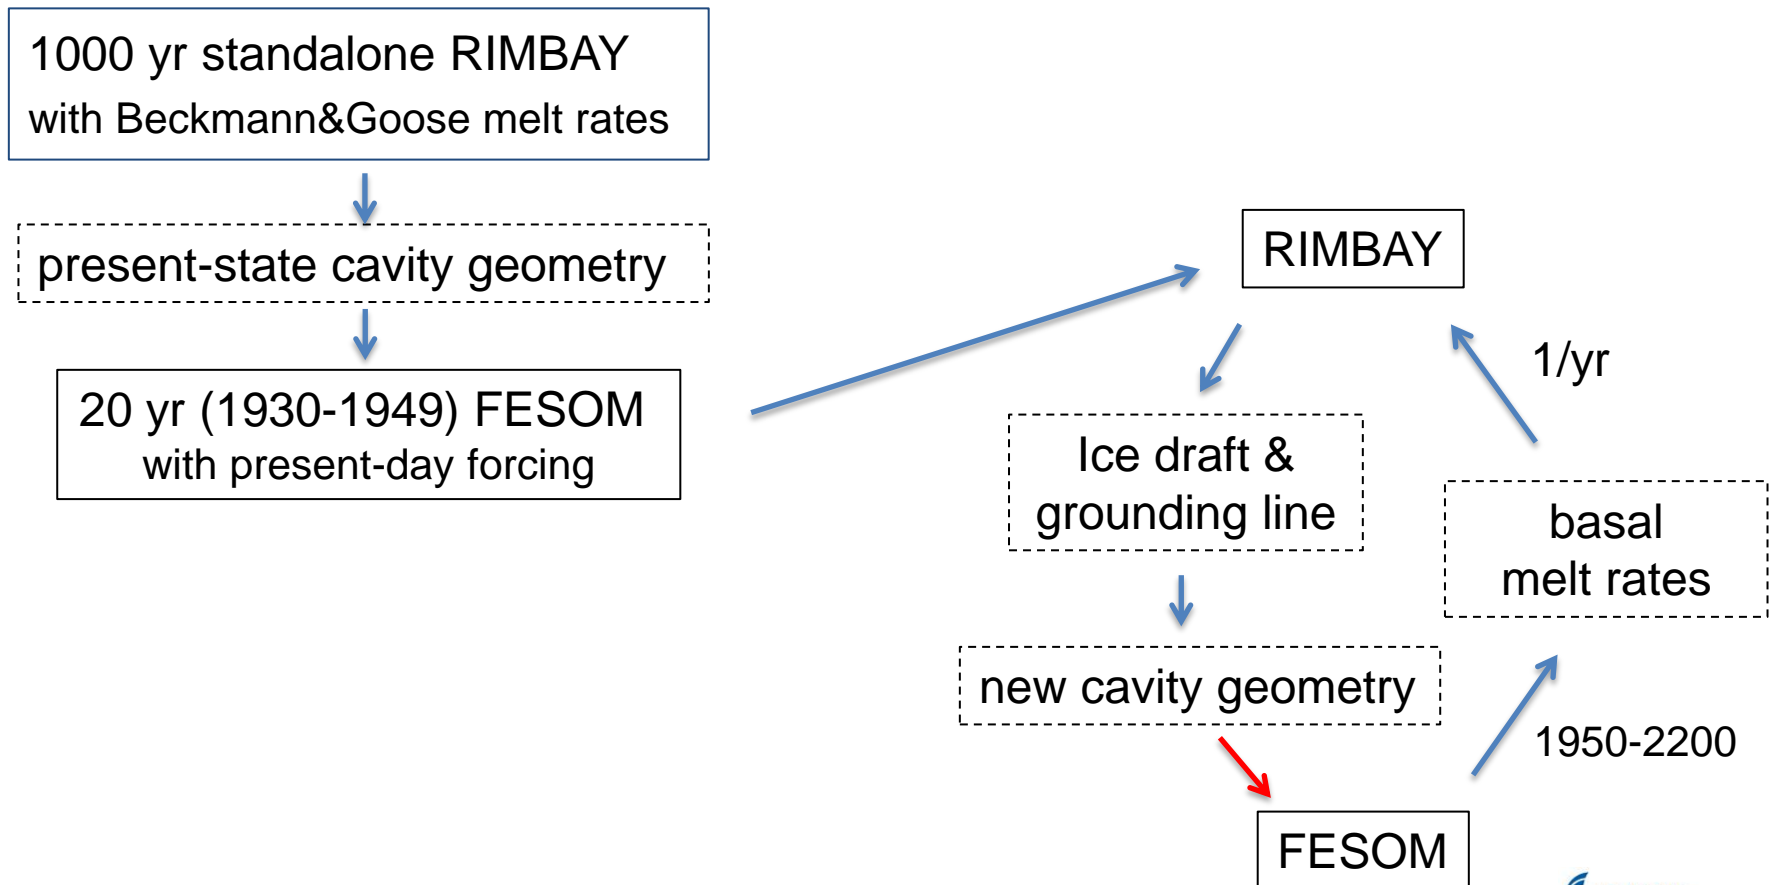 1000 yr standalone RIMBAY
with Beckmann&Goose melt rates
present-state cavity geometry
20 yr (1930-1949) FESOM
with present-day forcing
RIMBAY
1/yr
Ice draft &
grounding line
basal
melt rates
new cavity geometry
1950-2200
FESOM